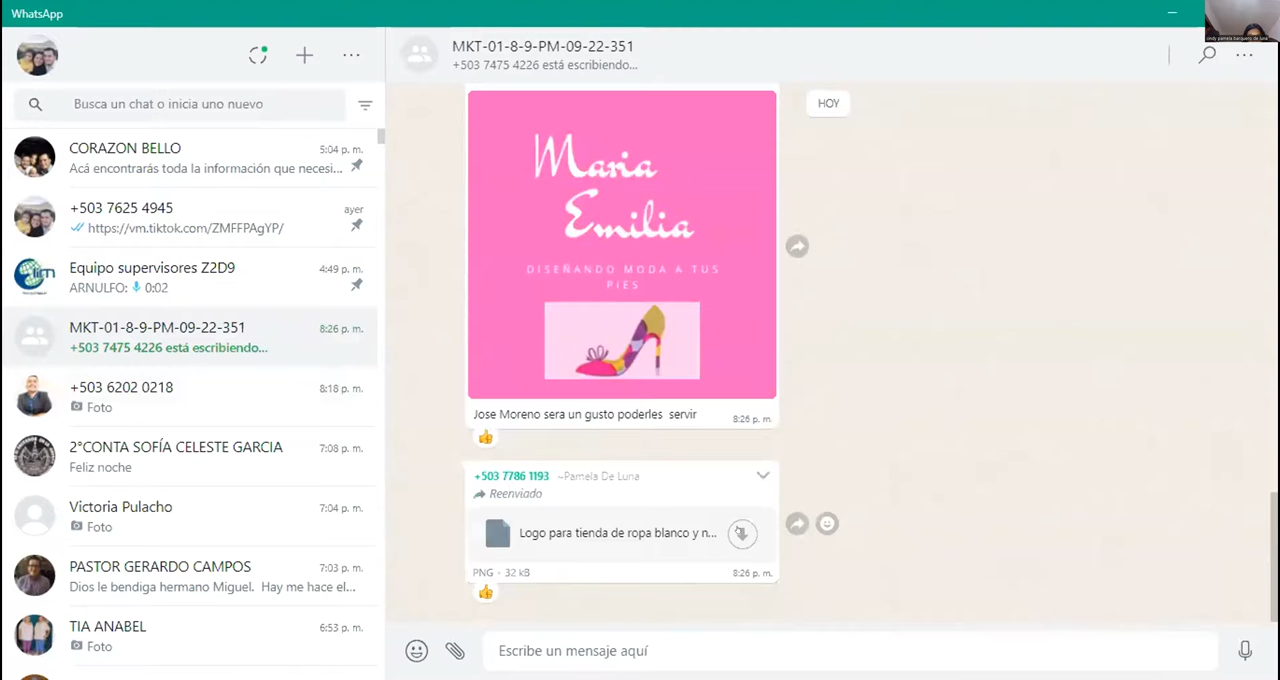 WhatsApp
Busca un chat o inicia uno nuevo
CORAZON BELLO
5:04 p. m.
Acá encontrarás toda la información que necesi...
+503 7625 4945
ayer
https://vm.tiktok.com/ZMFFPAgYP/
Equipo supervisores Z2D9
4:49 p. m.
ARNULFO: 0:02
MKT-01-8-9-PM-09-22-351
8:26 p. m.
+503 7475 4226 está escribiendo...
+503 6202 0218
8:18 p. m.
Foto
2°CONTA SOFÍA CELESTE GARCIA
7:08 p. m.
Feliz noche
Victoria Pulacho
7:04 p. m.
Foto
PASTOR GERARDO CAMPOS
7:03 p. m.
Dios le bendiga hermano Miguel. Hay me hace el...
TIA ANABEL
6:53 p. m.
Foto
MKT-01-8-9-PM-09-22-351
+503 7475 4226 está escribiendo...
HOY
Maria
Emilia
DISEÑANDO MODA A TUS
PIES
Jose Moreno sera un gusto poderles servir
8:26 p. m.
+503 7786 1193 ~Pamela De Luna
Reenviado
Logo para tienda de ropa blanco y n...
PNG • 32 kB
8:26 p. m.
Escribe un mensaje aquí